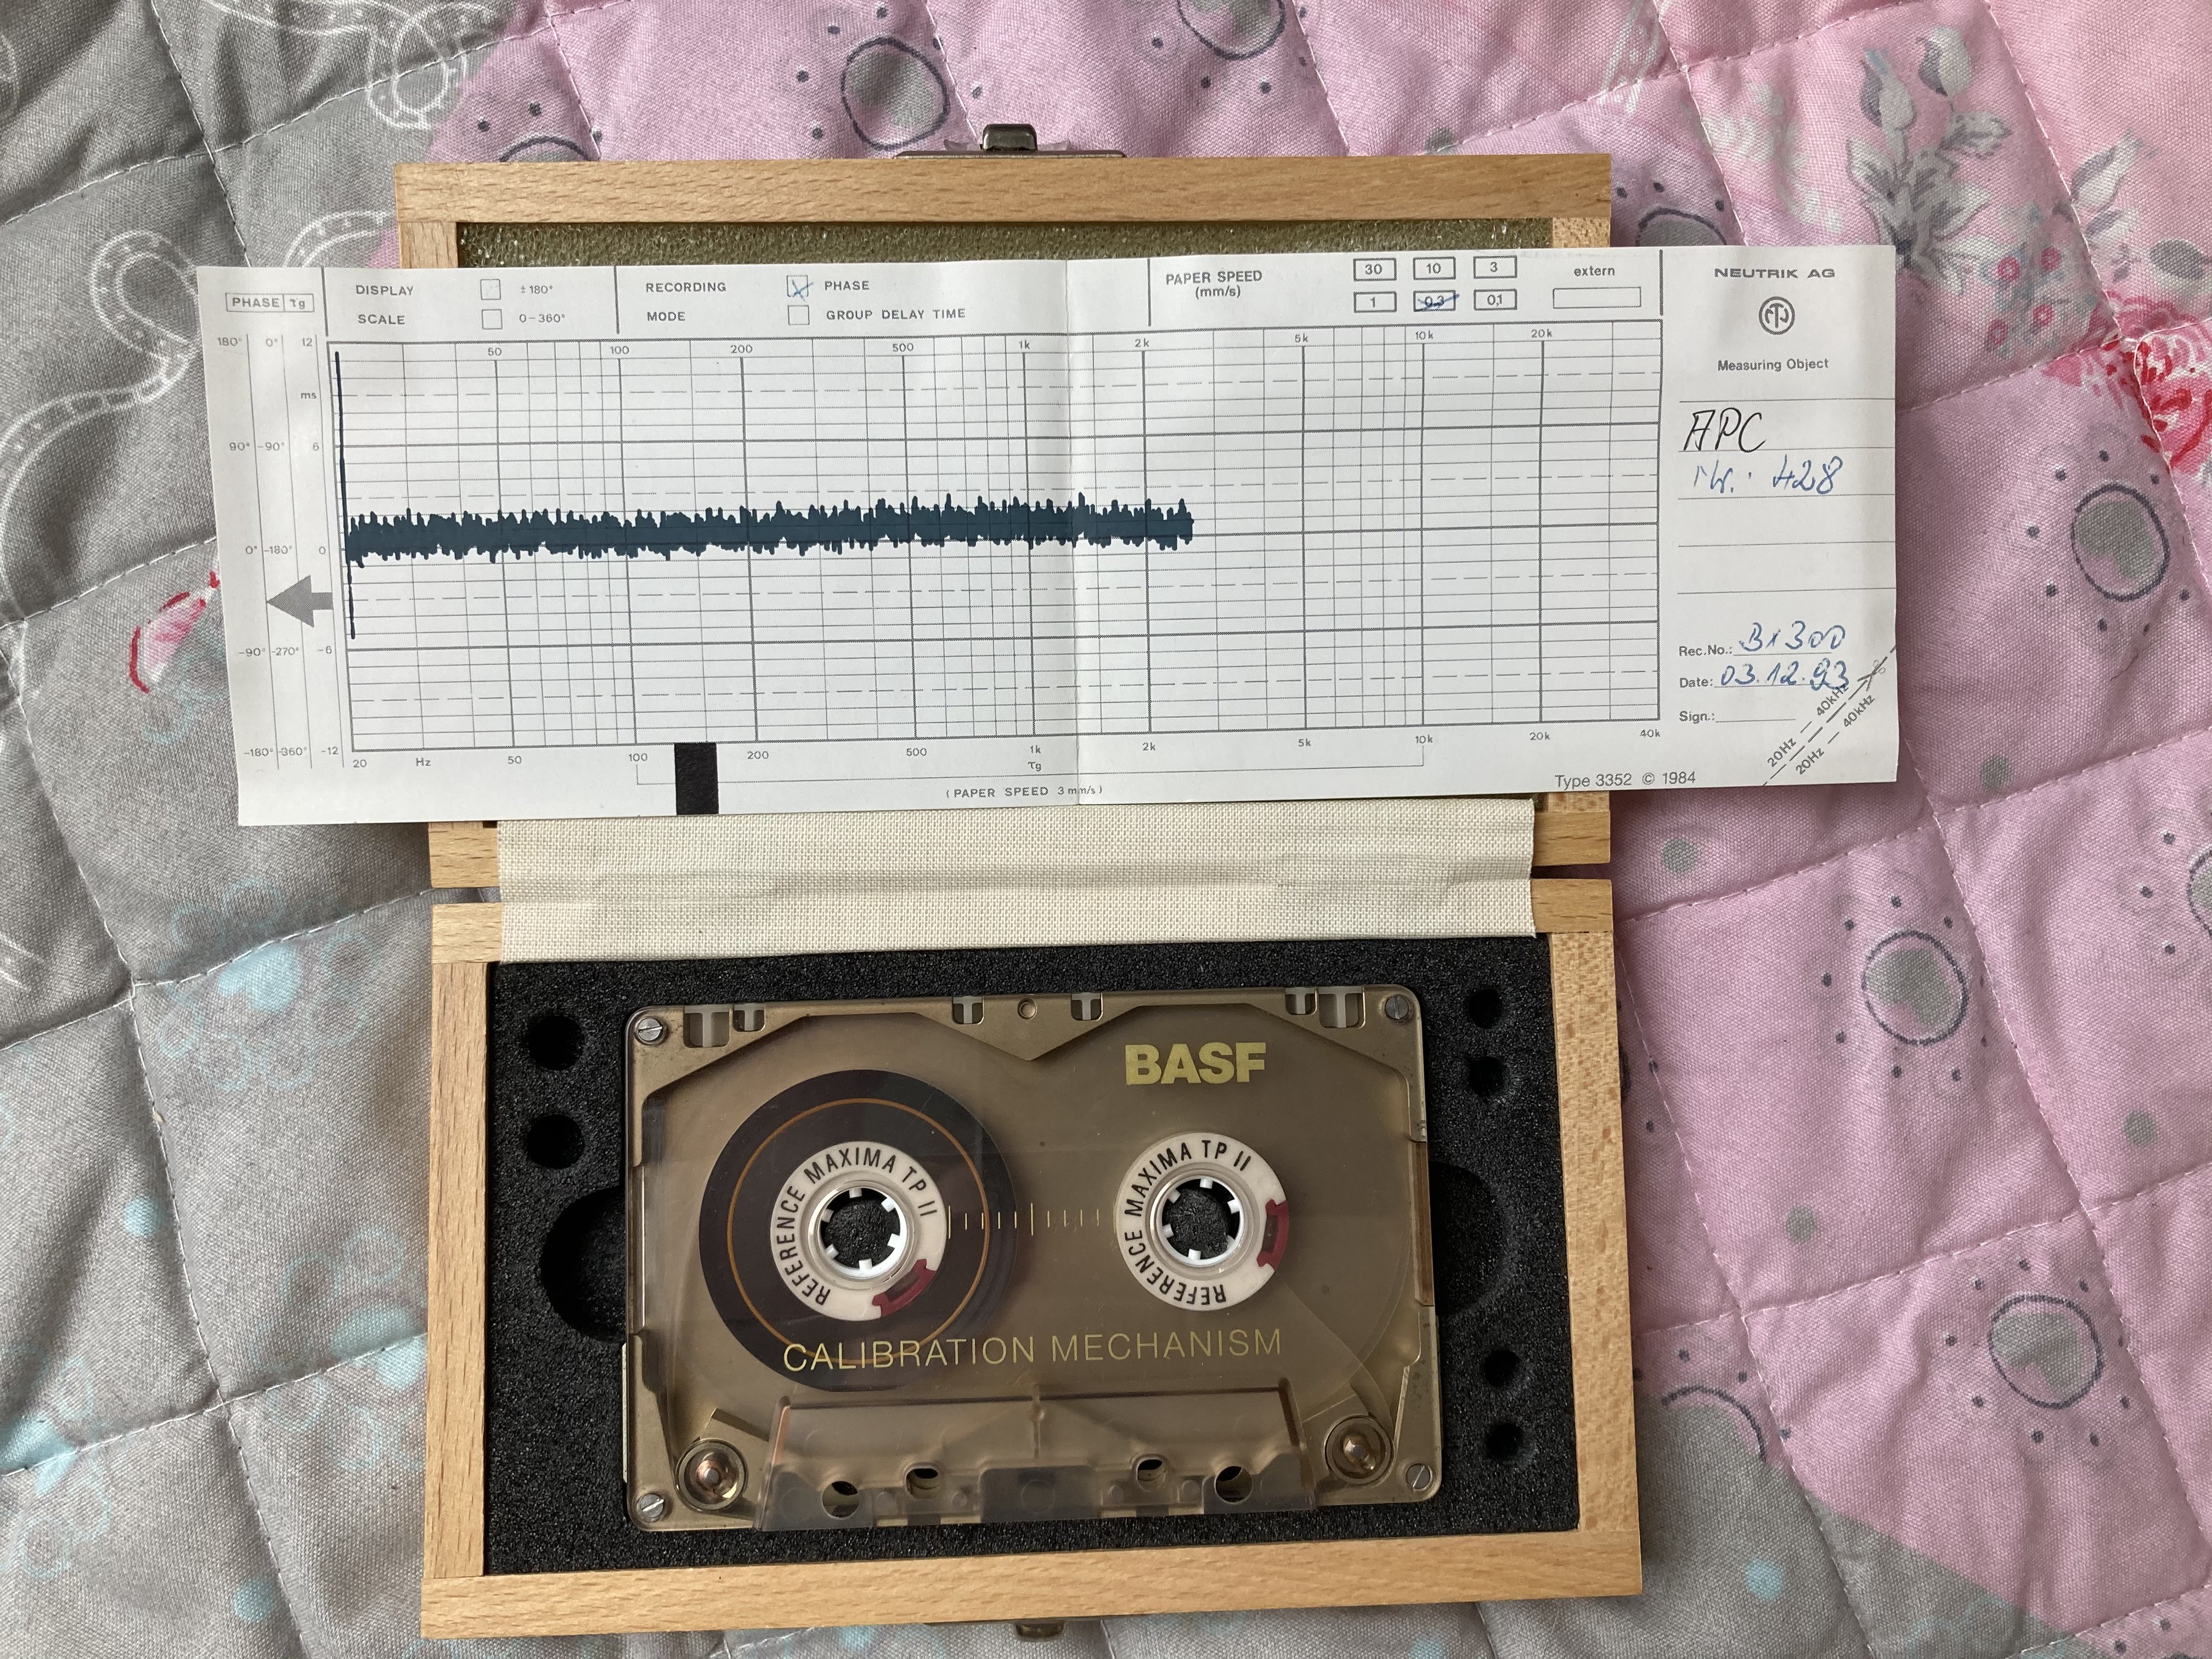 PHASE τg
DISPLAY ± 180°
SCALE 0-360°
RECORDING PHASE
MODE GROUP DELAY TIME
PAPER SPEED
(mm/s)
30 10 3
1 0,3 0,1
extern
NEUTRIK AG
Measuring Object
APC
Nr.: 428
Rec.No.:
Date: 03.12.93
Sign.:
20Hz — 40kHz
20Hz — 40kHz
180° 0° 12
ms
90° -90° 6
0° -180° 0
-90° -270° -6
-180° -360° -12
50 100 200 500 1k 2k 5k 10k 20k
20 Hz 50 100 200 500 1k 2k 5k 10k 20k 40k
τg
(PAPER SPEED 3 mm/s)
Type 3352 © 1984
BASF
REFERENCE MAXIMA TP II
REFERENCE MAXIMA TP II
CALIBRATION MECHANISM